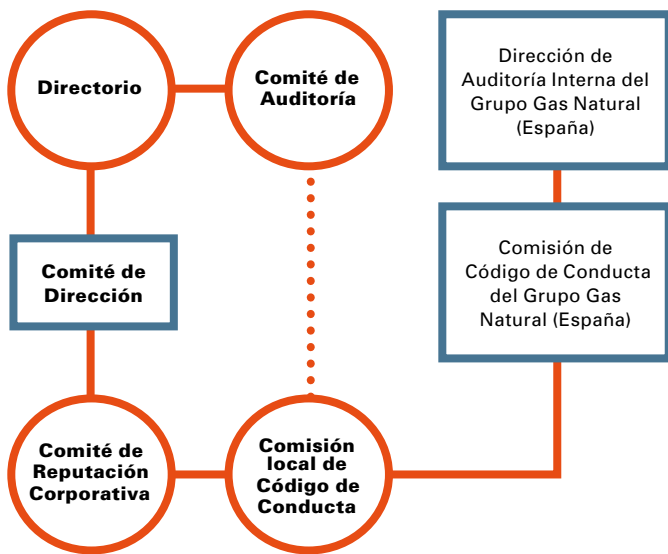 Directorio
Comité de
Auditoría
Dirección de
Auditoría Interna del
Grupo Gas Natural
(España)
Comité de
Dirección
Comisión de
Código de Conducta
del Grupo Gas
Natural (España)
Comité de
Reputación
Corporativa
Comisión
local de
Código de
Conducta